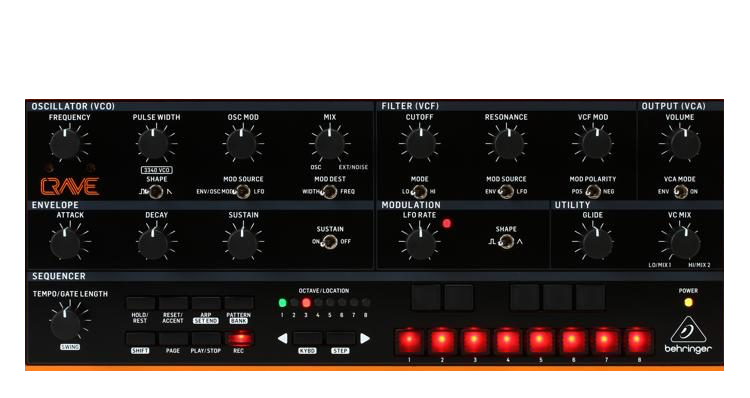 OSCILLATOR (VCO)
FILTER (VCF)
OUTPUT (VCA)
FREQUENCY
PULSE WIDTH
OSC MOD
MIX
CUTOFF
RESONANCE
VCF MOD
VOLUME
OSC
EXT/NOISE
3340 VCO
CRAVE
SHAPE
MOD SOURCE
MOD DEST
MODE
MOD SOURCE
MOD POLARITY
VCA MODE
ENV/OSC MOD
LFO
WIDTH
FREQ
LO
HI
ENV
LFO
POS
NEG
ENV
ON
ENVELOPE
MODULATION
UTILITY
ATTACK
DECAY
SUSTAIN
LFO RATE
GLIDE
VC MIX
SUSTAIN
SHAPE
ON
OFF
LO/MIX 1
HI/MIX 2
SEQUENCER
TEMPO/GATE LENGTH
OCTAVE/LOCATION
POWER
HOLD/
REST
RESET/
ACCENT
ARP
SET END
PATTERN
BANK
1 2 3 4 5 6 7 8
SWING
SHIFT
PAGE
PLAY/STOP
REC
KYBD
STEP
behringer
1 2 3 4 5 6 7 8